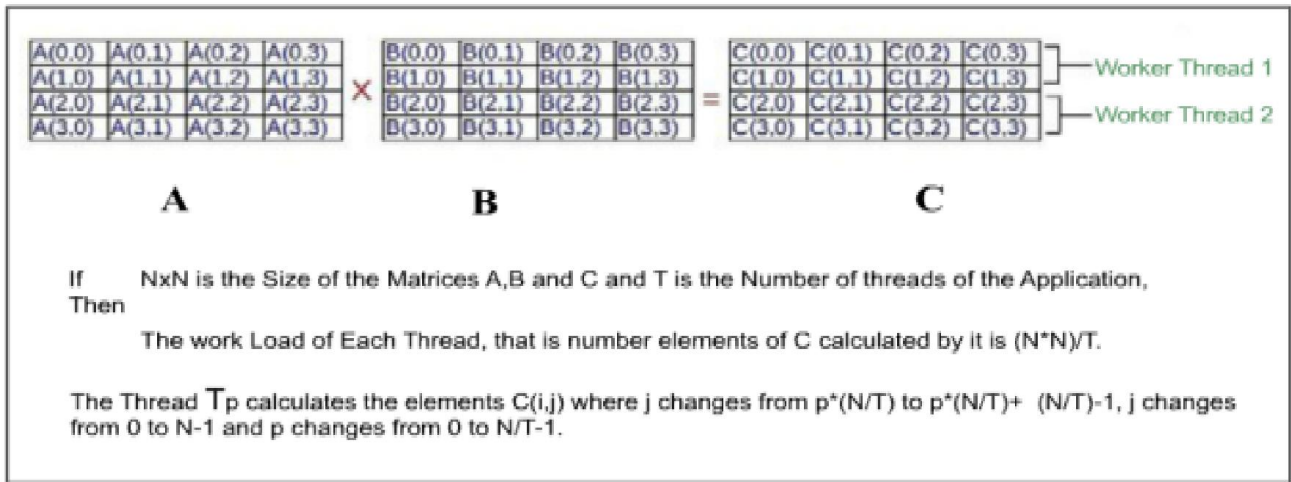 A(0,0) A(0,1) A(0,2) A(0,3)
A(1,0) A(1,1) A(1,2) A(1,3)
A(2,0) A(2,1) A(2,2) A(2,3)
A(3,0) A(3,1) A(3,2) A(3,3)
×
B(0,0) B(0,1) B(0,2) B(0,3)
B(1,0) B(1,1) B(1,2) B(1,3)
B(2,0) B(2,1) B(2,2) B(2,3)
B(3,0) B(3,1) B(3,2) B(3,3)
=
C(0,0) C(0,1) C(0,2) C(0,3)
C(1,0) C(1,1) C(1,2) C(1,3)
C(2,0) C(2,1) C(2,2) C(2,3)
C(3,0) C(3,1) C(3,2) C(3,3)
Worker Thread 1
Worker Thread 2
A B C
If NxN is the Size of the Matrices A,B and C and T is the Number of threads of the Application,
Then
The work Load of Each Thread, that is number elements of C calculated by it is (N*N)/T.
The Thread Tp calculates the elements C(i,j) where j changes from p*(N/T) to p*(N/T)+ (N/T)-1, j changes
from 0 to N-1 and p changes from 0 to N/T-1.